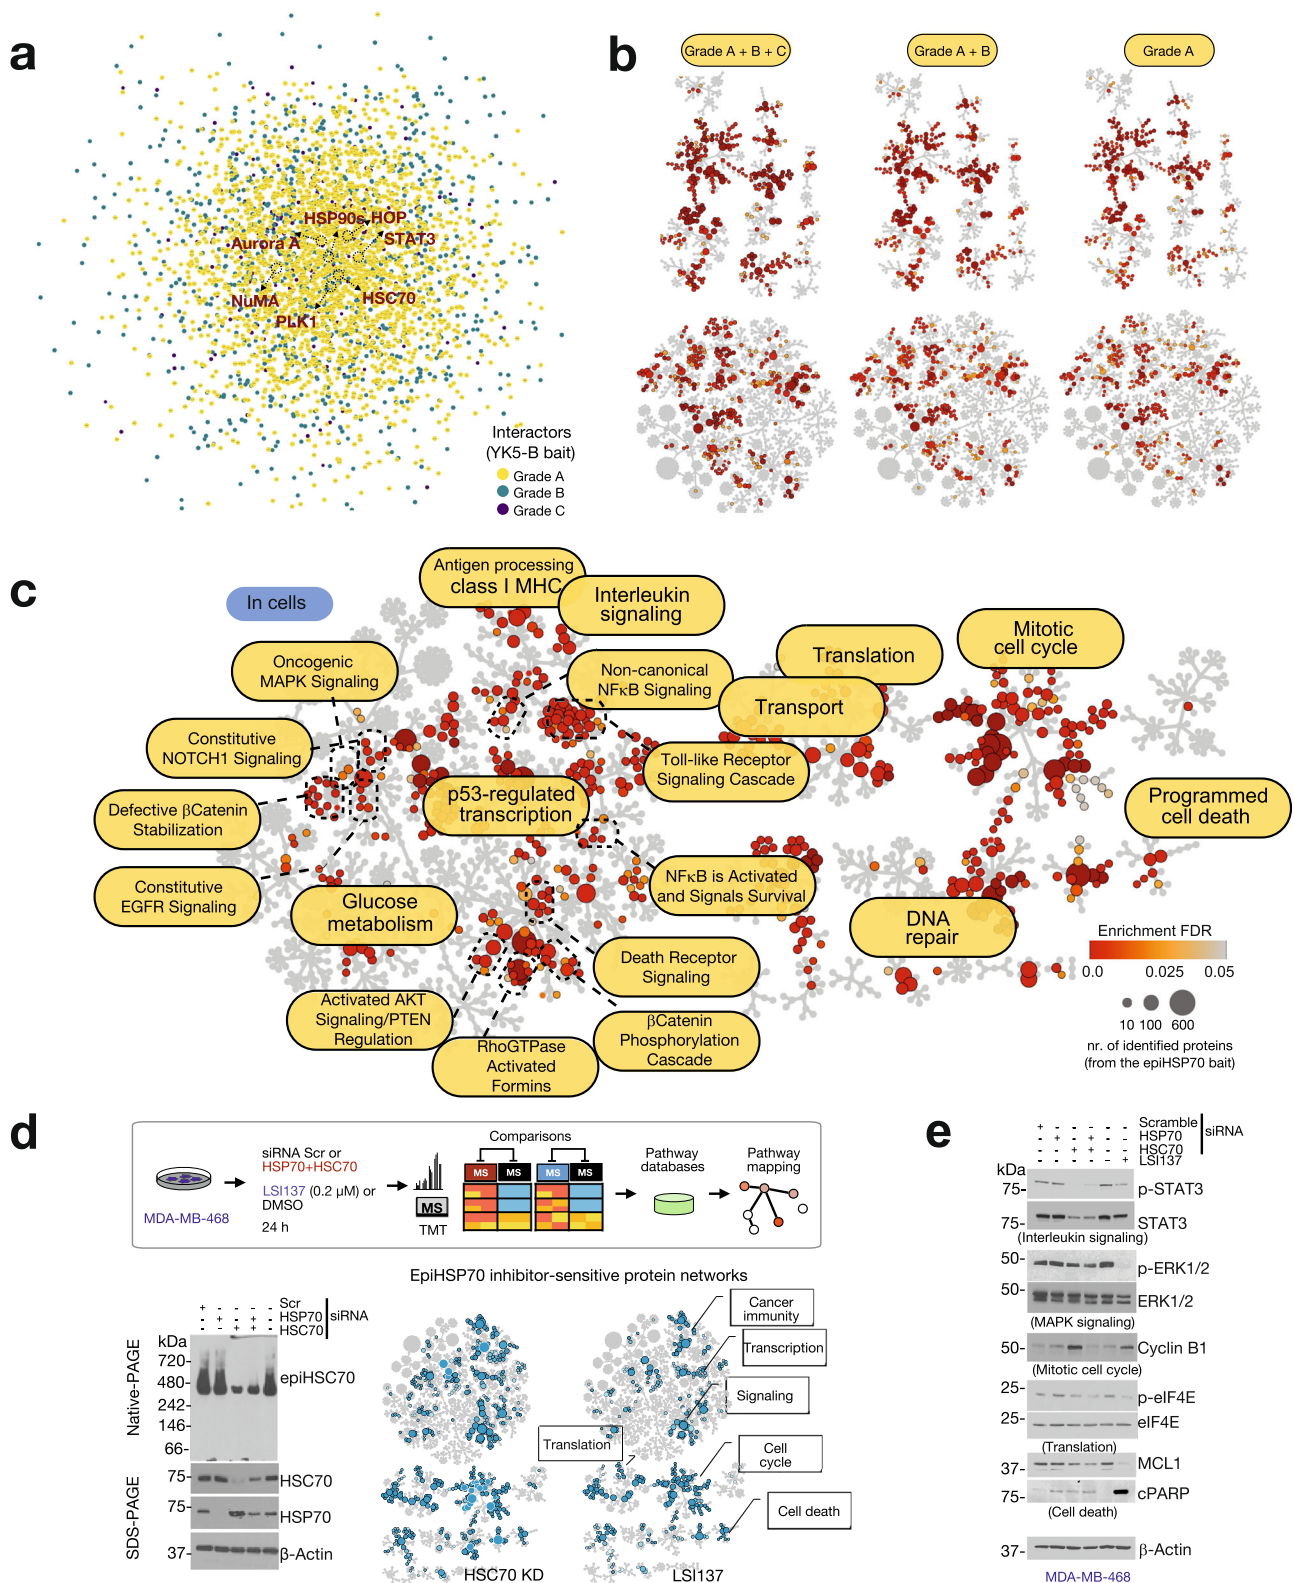 a
HSP90s HOP
Aurora A
STAT3
NuMA
HSC70
PLK1
Interactors
(YK5-B bait)
Grade A
Grade B
Grade C
b
Grade A + B + C
Grade A + B
Grade A
c
In cells
Antigen processing
class I MHC
Interleukin
signaling
Oncogenic
MAPK Signaling
Non-canonical
NFκB Signaling
Translation
Mitotic
cell cycle
Transport
Constitutive
NOTCH1 Signaling
Toll-like Receptor
Signaling Cascade
Defective βCatenin
Stabilization
p53-regulated
transcription
Programmed
cell death
Constitutive
EGFR Signaling
NFκB is Activated
and Signals Survival
Glucose
metabolism
DNA
repair
Death Receptor
Signaling
Activated AKT
Signaling/PTEN
Regulation
βCatenin
Phosphorylation
Cascade
RhoGTPase
Activated
Formins
Enrichment FDR
0.0 0.025 0.05
10 100 600
nr. of identified proteins
(from the epiHSP70 bait)
d
MDA-MB-468
siRNA Scr or
HSP70+HSC70
LSI137 (0.2 μM) or
DMSO
24 h
MS
TMT
Comparisons
MS MS MS MS
Pathway
databases
Pathway
mapping
EpiHSP70 inhibitor-sensitive protein networks
Scr + - - - -
HSP70 - + - + -
HSC70 - - + + -
siRNA
kDa
720-
480-
242-
146-
66-
epiHSC70
Native-PAGE
75-
HSC70
75-
HSP70
37-
β-Actin
SDS-PAGE
Cancer
immunity
Transcription
Signaling
Translation
Cell
cycle
Cell death
HSC70 KD
LSI137
e
Scramble + - - - - -
HSP70 - + - + - -
HSC70 - - + + - -
LSI137 - - - - - +
siRNA
kDa
75-
p-STAT3
75-
STAT3
(Interleukin signaling)
50-
p-ERK1/2
50-
ERK1/2
(MAPK signaling)
50-
Cyclin B1
(Mitotic cell cycle)
25-
p-eIF4E
25-
eIF4E
(Translation)
37-
MCL1
75-
cPARP
(Cell death)
37-
β-Actin
MDA-MB-468